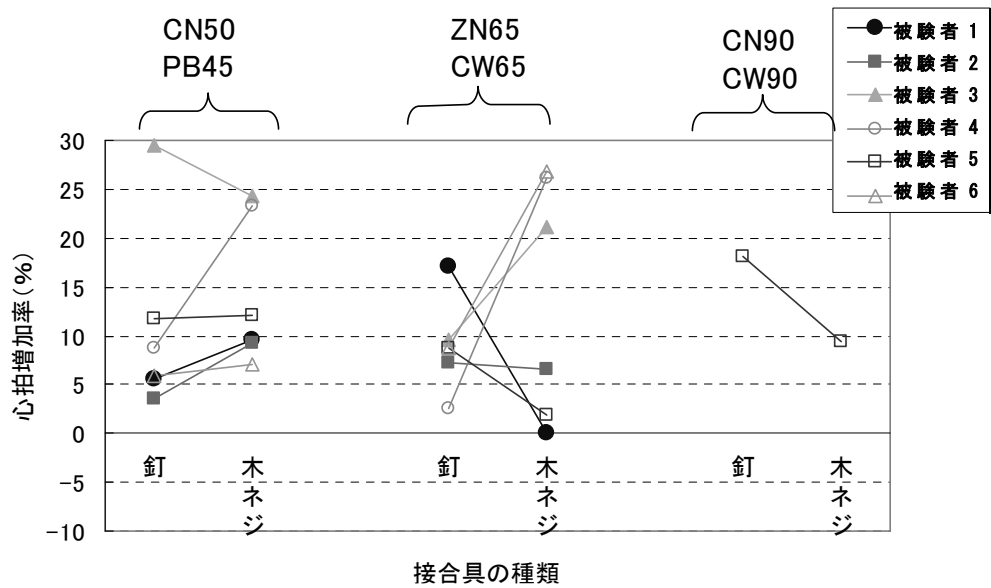 CN50
PB45
ZN65
CW65
CN90
CW90
被験者 1
被験者 2
被験者 3
被験者 4
被験者 5
被験者 6
心拍増加率(%)
30
25
20
15
10
5
0
-5
-10
釘
木ネジ
釘
木ネジ
釘
木ネジ
接合具の種類